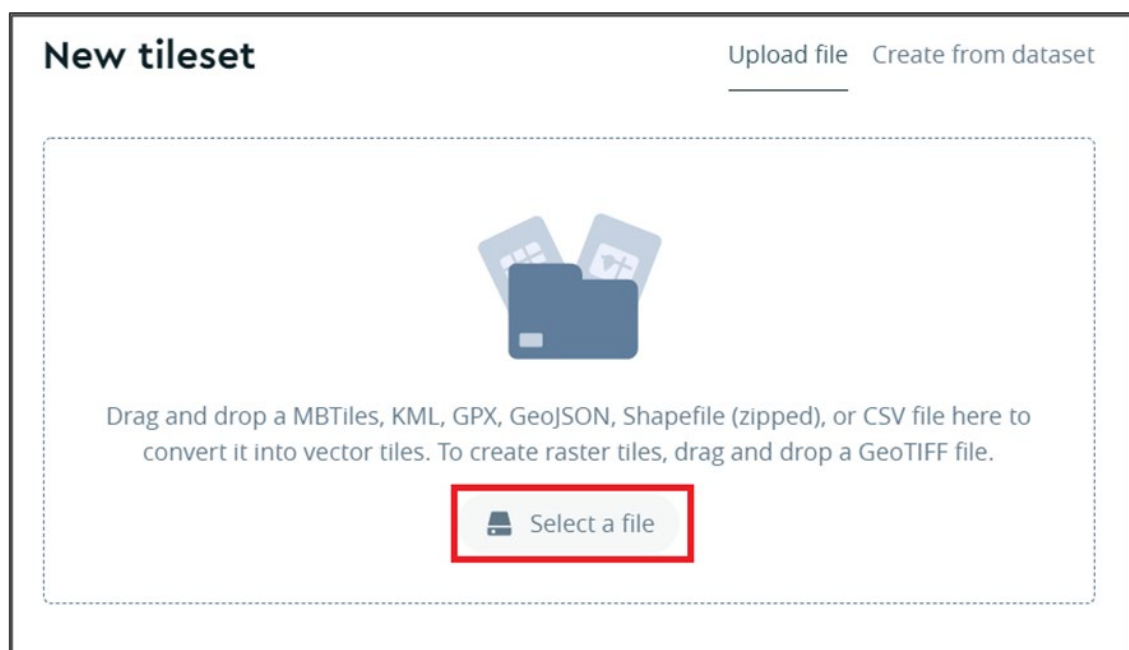 New tileset
Upload file
Create from dataset
Drag and drop a MBTiles, KML, GPX, GeoJSON, Shapefile (zipped), or CSV file here to
convert it into vector tiles. To create raster tiles, drag and drop a GeoTIFF file.
Select a file